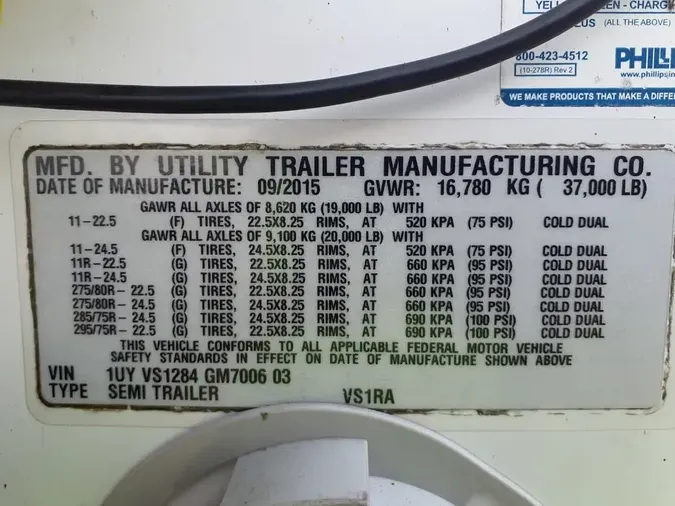 YELL EEN - CHARG
LUS (ALL THE ABOVE)
800-423-4512
(10-278R) Rev 2
PHILLI
www.phillipsin
WE MAKE PRODUCTS THAT MAKE A DIFFE
MFD. BY UTILITY TRAILER MANUFACTURING CO.
DATE OF MANUFACTURE: 09/2015 GVWR: 16,780 KG ( 37,000 LB)
GAWR ALL AXLES OF 8,620 KG (19,000 LB) WITH
11-22.5 (F) TIRES, 22.5X8.25 RIMS, AT 520 KPA (75 PSI) COLD DUAL
GAWR ALL AXLES OF 9,100 KG (20,000 LB) WITH
11-24.5 (F) TIRES, 24.5X8.25 RIMS, AT 520 KPA (75 PSI) COLD DUAL
11R-22.5 (G) TIRES, 22.5X8.25 RIMS, AT 660 KPA (95 PSI) COLD DUAL
11R-24.5 (G) TIRES, 24.5X8.25 RIMS, AT 660 KPA (95 PSI) COLD DUAL
275/80R-22.5 (G) TIRES, 22.5X8.25 RIMS, AT 660 KPA (95 PSI) COLD DUAL
275/80R-24.5 (G) TIRES, 24.5X8.25 RIMS, AT 660 KPA (95 PSI) COLD DUAL
285/75R-24.5 (G) TIRES, 24.5X8.25 RIMS, AT 690 KPA (100 PSI) COLD DUAL
295/75R-22.5 (G) TIRES, 22.5X8.25 RIMS, AT 690 KPA (100 PSI) COLD DUAL
THIS VEHICLE CONFORMS TO ALL APPLICABLE FEDERAL MOTOR VEHICLE
SAFETY STANDARDS IN EFFECT ON DATE OF MANUFACTURE SHOWN ABOVE
VIN 1UY VS1284 GM7006 03
TYPE SEMI TRAILER VS1RA